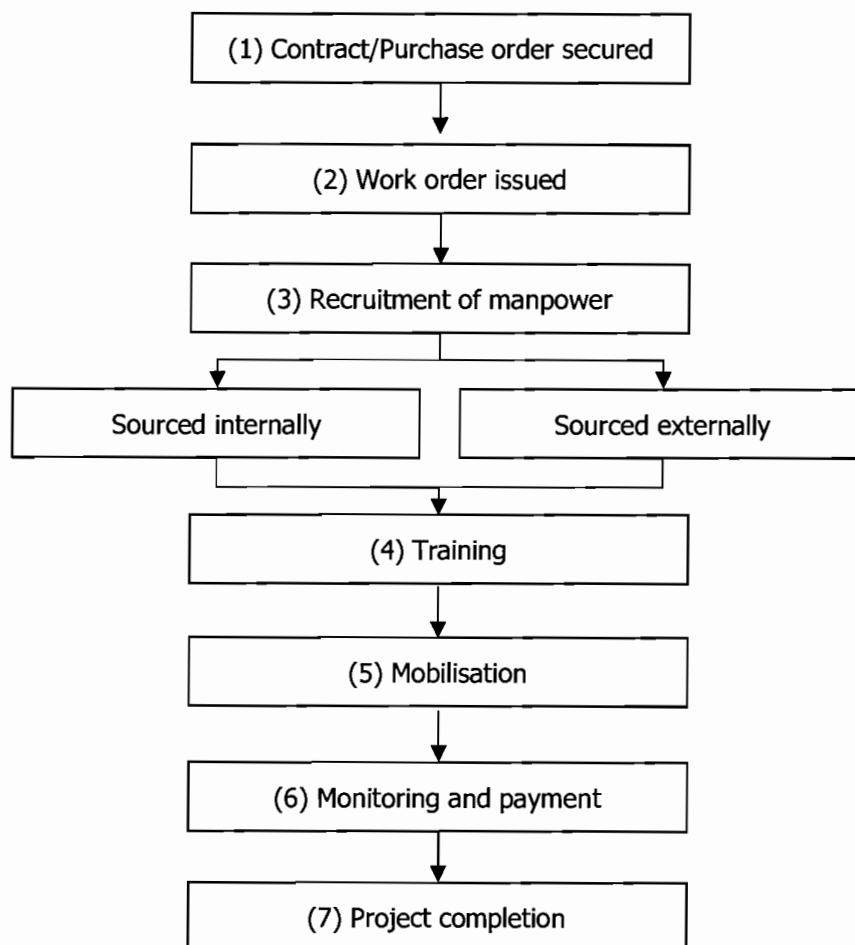 (1) Contract/Purchase order secured
(2) Work order issued
(3) Recruitment of manpower
Sourced internally
Sourced externally
(4) Training
(5) Mobilisation
(6) Monitoring and payment
(7) Project completion